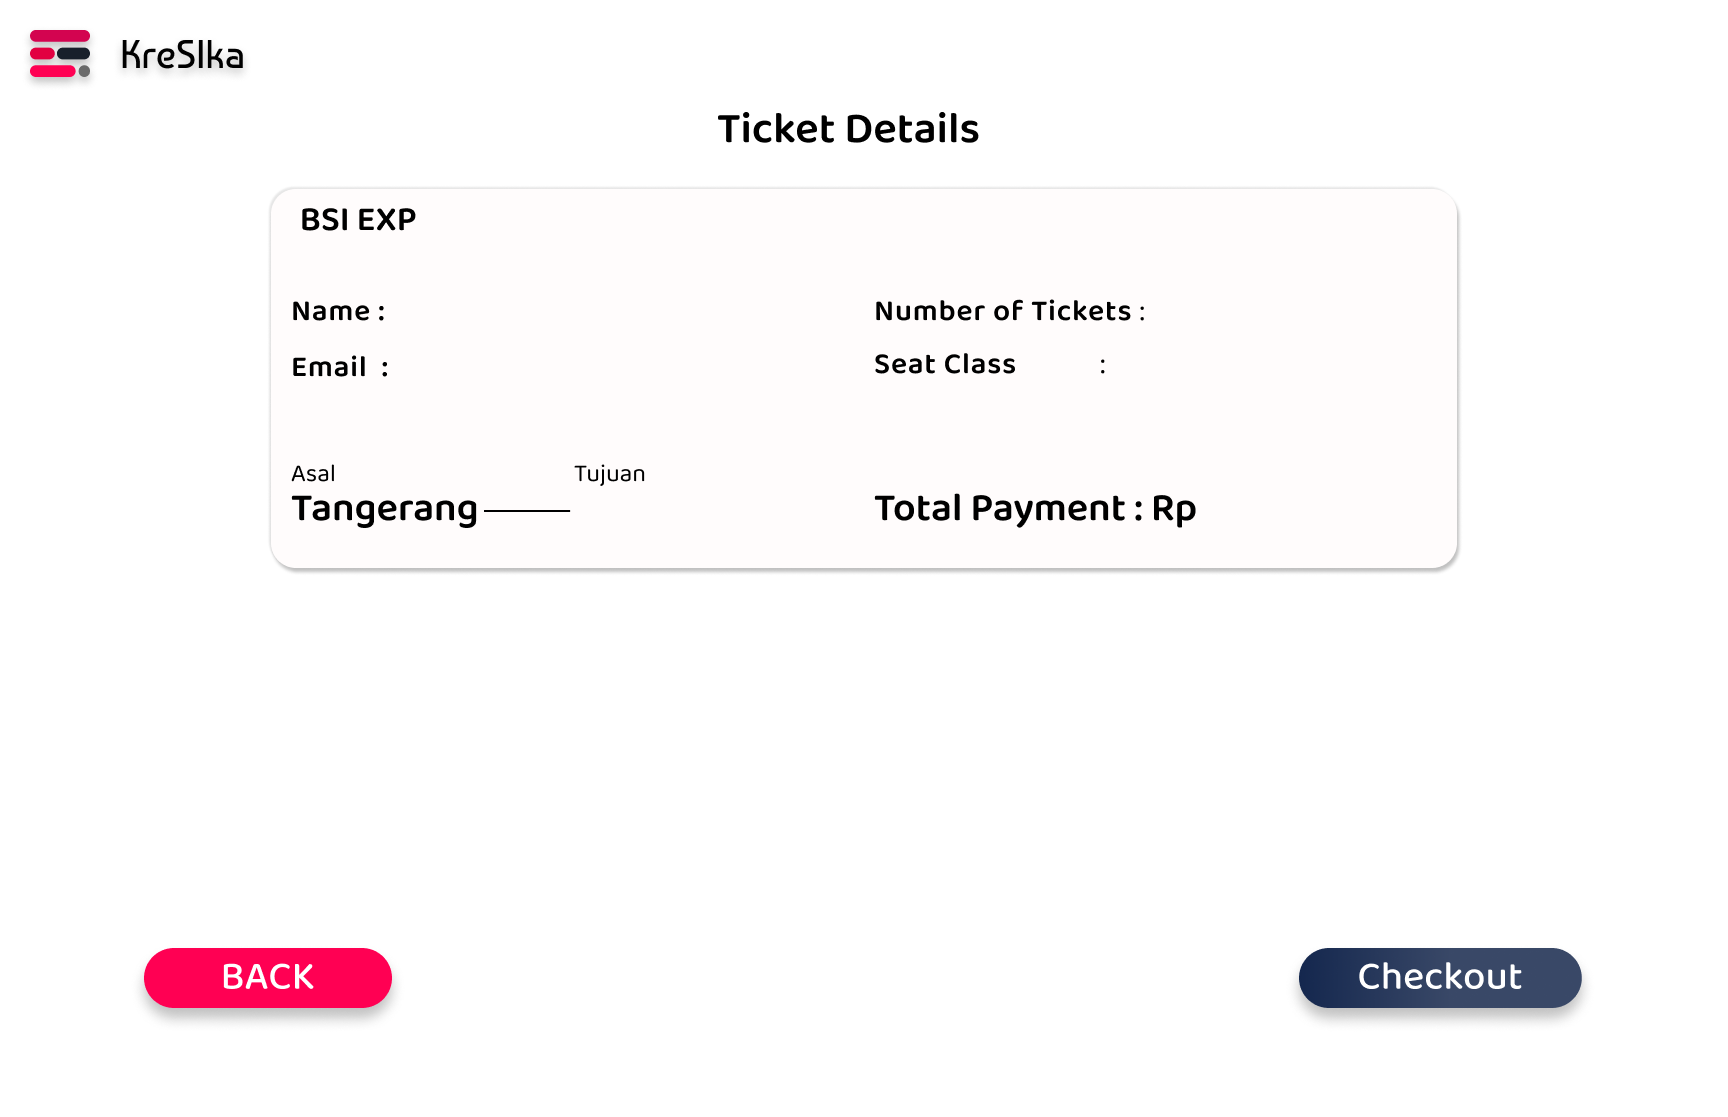 KreSIka
Ticket Details
BSI EXP
Name :
Number of Tickets :
Email :
Seat Class :
Asal
Tujuan
Tangerang
Total Payment : Rp
BACK
Checkout